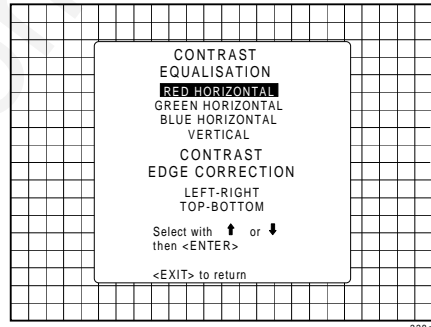 CONTRAST
EQUALISATION
RED HORIZONTAL
GREEN HORIZONTAL
BLUE HORIZONTAL
VERTICAL
CONTRAST
EDGE CORRECTION
LEFT-RIGHT
TOP-BOTTOM
Select with ⬆ or ⬇
then <ENTER>
<EXIT> to return